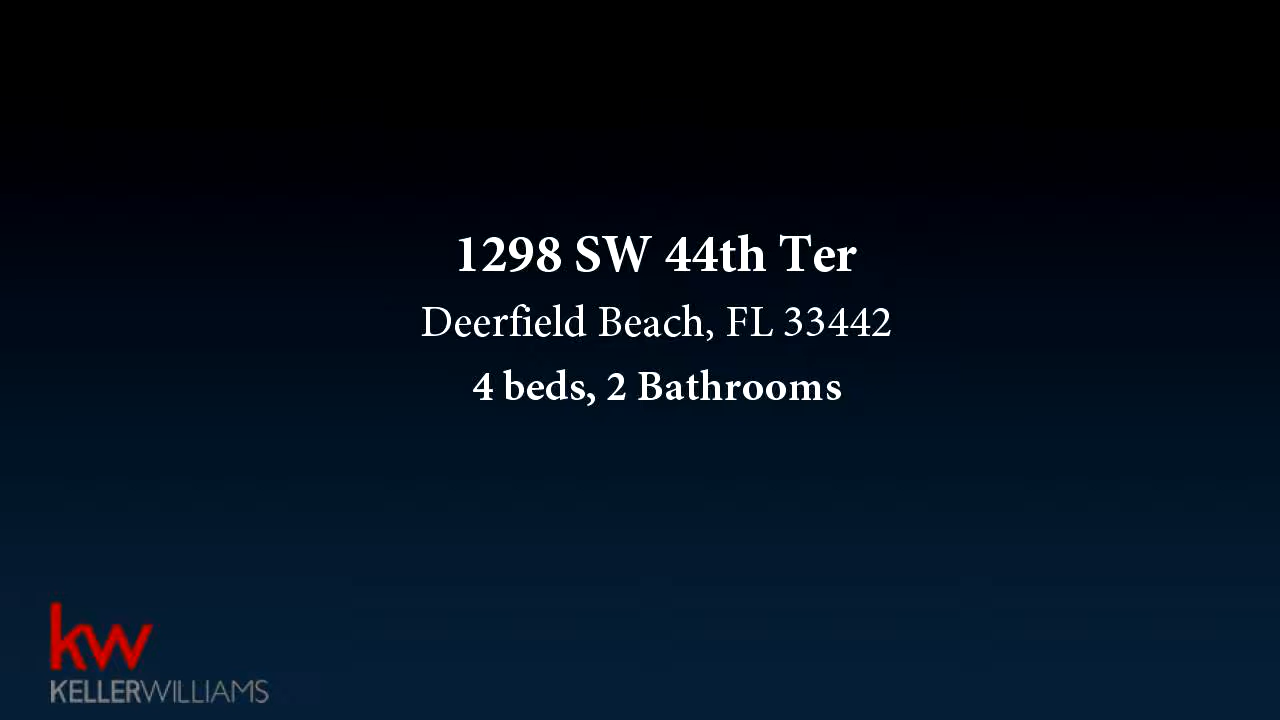 1298 SW 44th Ter
Deerfield Beach, FL 33442
4 beds, 2 Bathrooms
kw
KELLERWILLIAMS